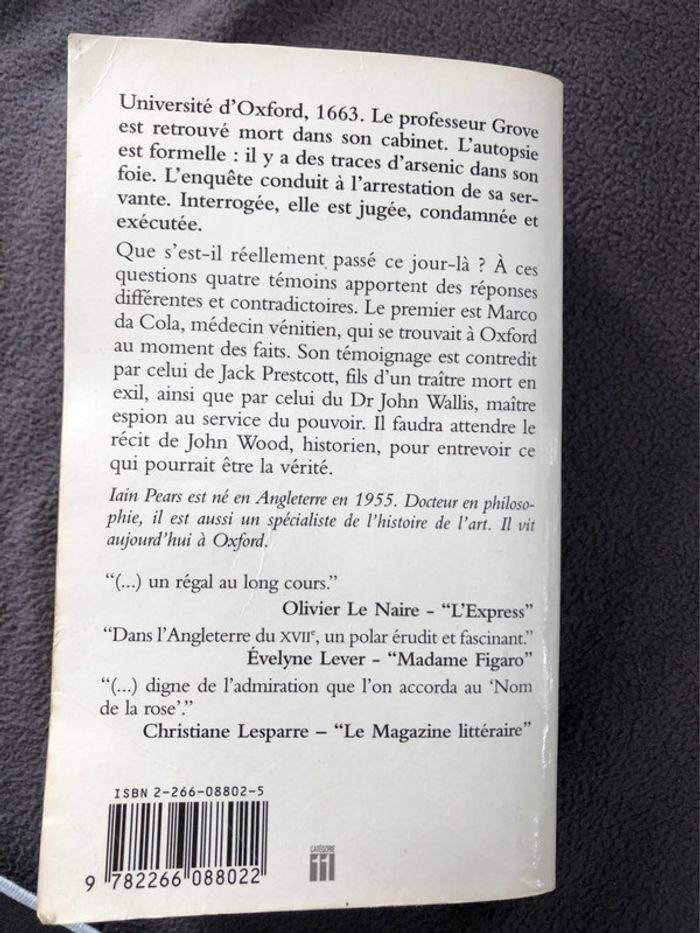 Université d’Oxford, 1663. Le professeur Grove
est retrouvé mort dans son cabinet. L’autopsie
est formelle : il y a des traces d’arsenic dans son
foie. L’enquête conduit à l’arrestation de sa ser-
vante. Interrogée, elle est jugée, condamnée et
exécutée.
Que s’est-il réellement passé ce jour-là ? À ces
questions quatre témoins apportent des réponses
différentes et contradictoires. Le premier est Marco
da Cola, médecin vénitien, qui se trouvait à Oxford
au moment des faits. Son témoignage est contredit
par celui de Jack Prestcott, fils d’un traître mort en
exil, ainsi que par celui du Dr John Wallis, maître
espion au service du pouvoir. Il faudra attendre le
récit de John Wood, historien, pour entrevoir ce
qui pourrait être la vérité.
Iain Pears est né en Angleterre en 1955. Docteur en philoso-
phie, il est aussi un spécialiste de l’histoire de l’art. Il vit
aujourd’hui à Oxford.
“(...) un régal au long cours.”
Olivier Le Naire - “L’Express”
“Dans l’Angleterre du XVIIe, un polar érudit et fascinant.”
Évelyne Lever - “Madame Figaro”
“(...) digne de l’admiration que l’on accorda au ‘Nom
de la rose’.”
Christiane Lesparre – “Le Magazine littéraire”
ISBN 2-266-08802-5
9 782266 088022
CATÉGORIE
11